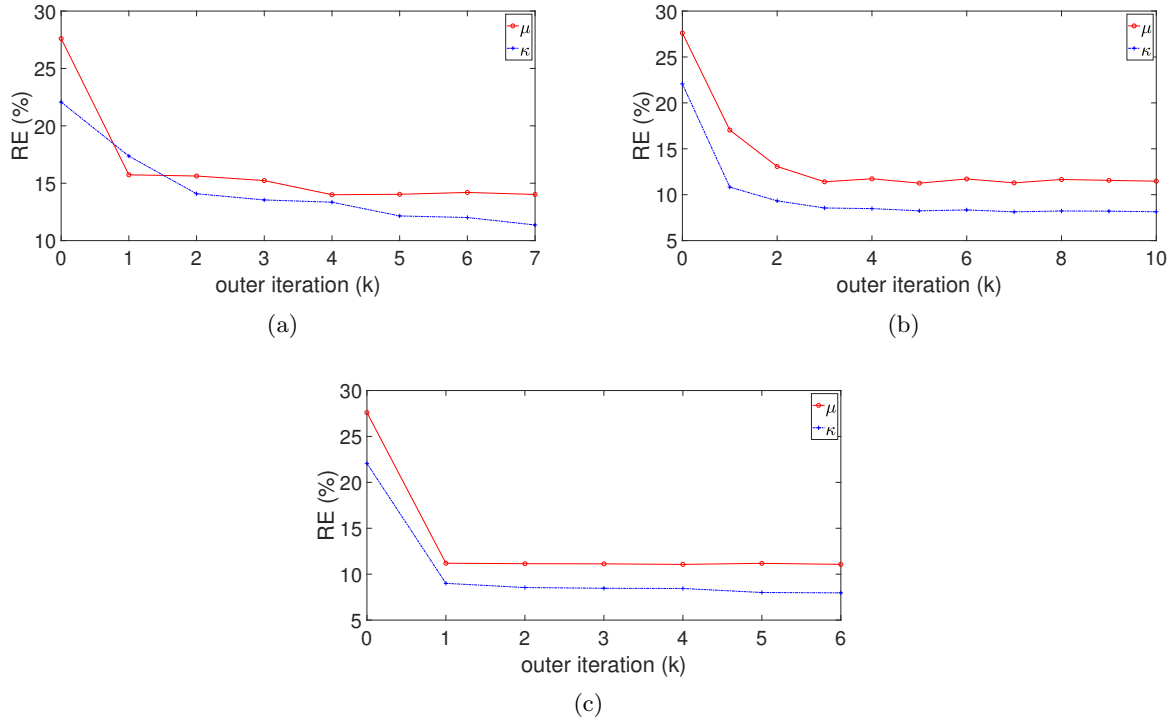 30
25
20
15
10
RE (%)
0 1 2 3 4 5 6 7
outer iteration (k)
μ
κ
(a)
30
25
20
15
10
5
RE (%)
0 2 4 6 8 10
outer iteration (k)
μ
κ
(b)
30
25
20
15
10
5
RE (%)
0 1 2 3 4 5 6
outer iteration (k)
μ
κ
(c)